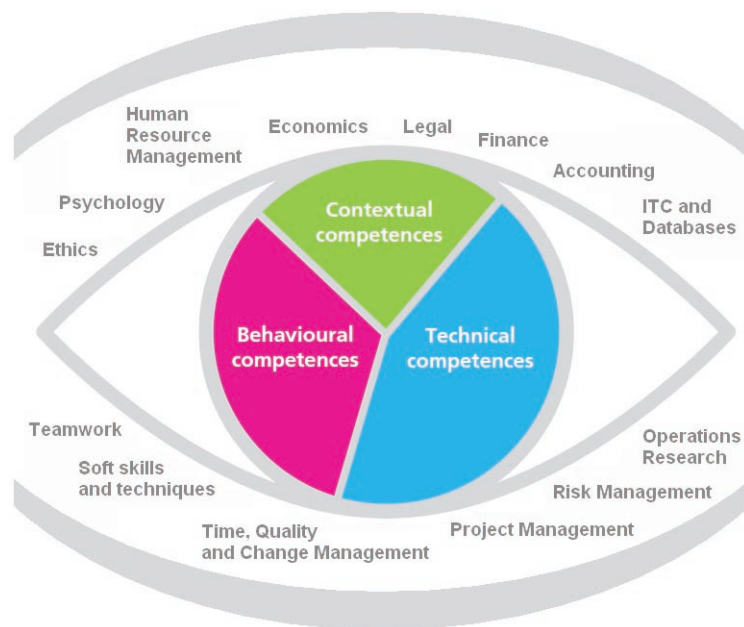 Human
Resource
Management
Economics
Legal
Finance
Accounting
ITC and
Databases
Psychology
Ethics
Contextual
competences
Behavioural
competences
Technical
competences
Teamwork
Soft skills
and techniques
Time, Quality
and Change Management
Project Management
Risk Management
Operations
Research